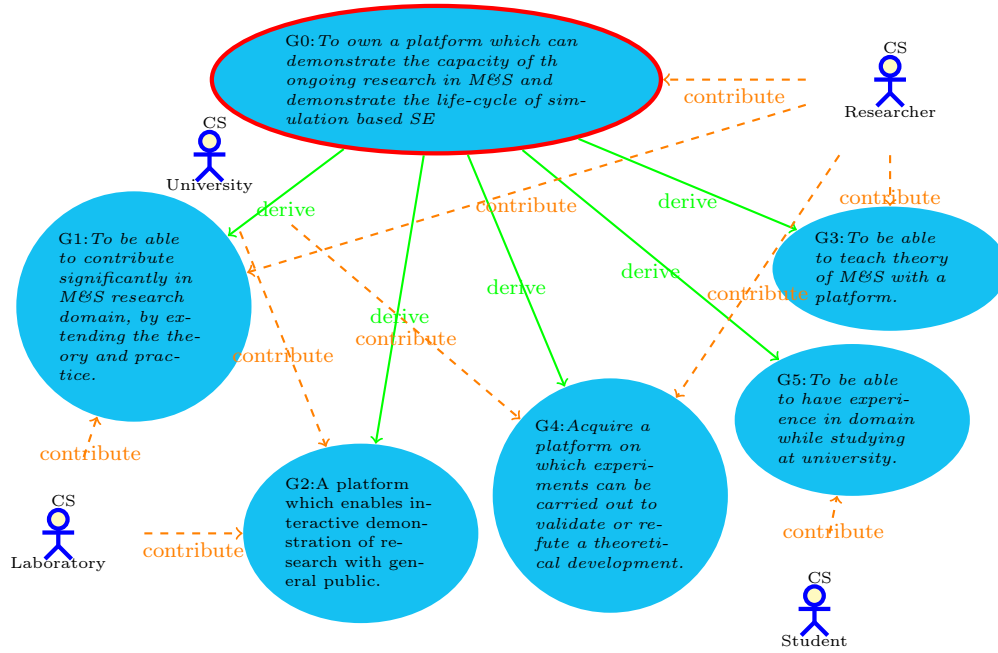 G0:To own a platform which can
demonstrate the capacity of th
ongoing research in M&S and
demonstrate the life-cycle of sim-
ulation based SE
CS
Researcher
contribute
CS
University
derive
contribute
derive
contribute
G1:To be able
to contribute
significantly in
M&S research
domain, by ex-
tending the the-
ory and prac-
tice.
G3:To be able
to teach theory
of M&S with a
platform.
derive
derive
contribute
derive
contribute
contribute
G5:To be able
to have experi-
ence in domain
while studying
at university.
G4:Acquire a
platform on
which experi-
ments can be
carried out to
validate or re-
fute a theoreti-
cal development.
contribute
G2:A platform
which enables in-
teractive demon-
stration of re-
search with gen-
eral public.
CS
Laboratory
contribute
contribute
CS
Student